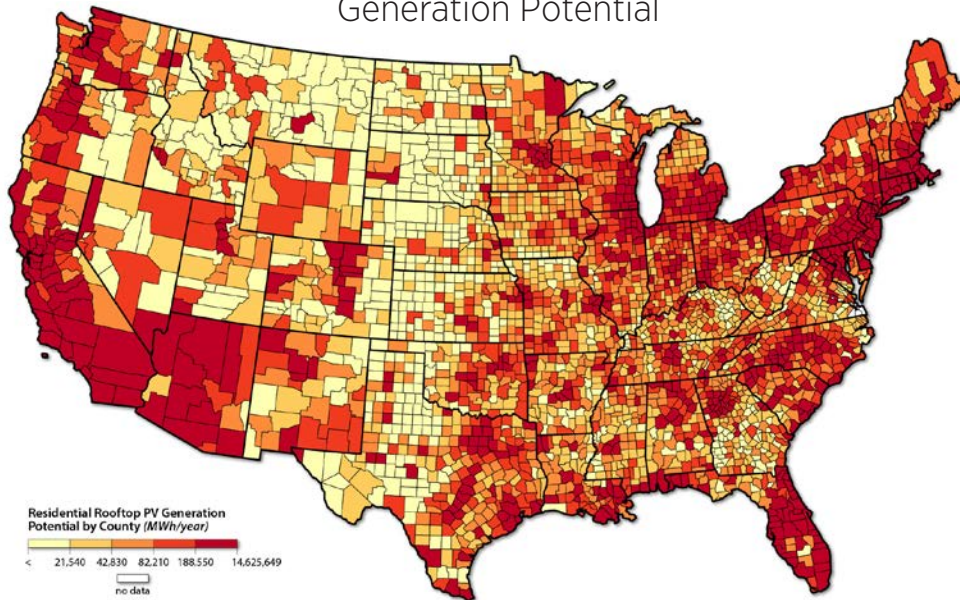 Generation Potential
Residential Rooftop PV Generation
Potential by County (MWh/year)
< 21,540 42,830 82,210 188,550 14,625,649
no data